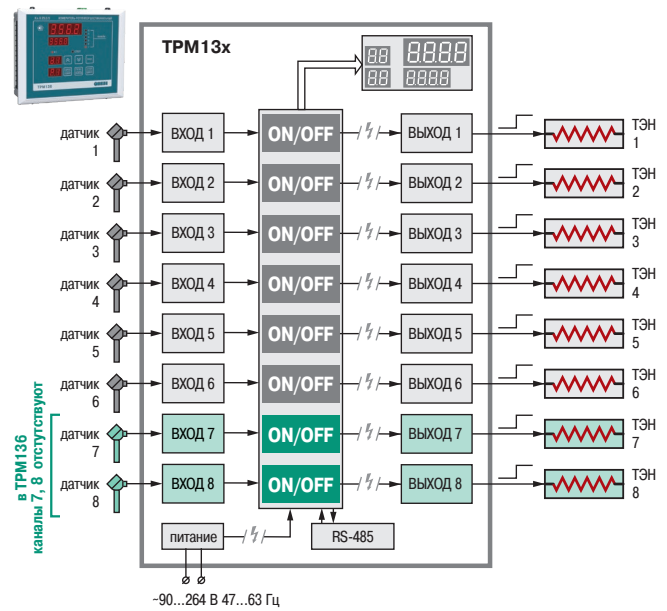 ТРМ13х
датчик 1
ВХОД 1
ON/OFF
ВЫХОД 1
ТЭН 1
датчик 2
ВХОД 2
ON/OFF
ВЫХОД 2
ТЭН 2
датчик 3
ВХОД 3
ON/OFF
ВЫХОД 3
ТЭН 3
датчик 4
ВХОД 4
ON/OFF
ВЫХОД 4
ТЭН 4
датчик 5
ВХОД 5
ON/OFF
ВЫХОД 5
ТЭН 5
датчик 6
ВХОД 6
ON/OFF
ВЫХОД 6
ТЭН 6
в ТРМ136
каналы 7, 8 отстутствуют
датчик 7
ВХОД 7
ON/OFF
ВЫХОД 7
ТЭН 7
датчик 8
ВХОД 8
ON/OFF
ВЫХОД 8
ТЭН 8
питание
RS-485
~90...264 В 47...63 Гц